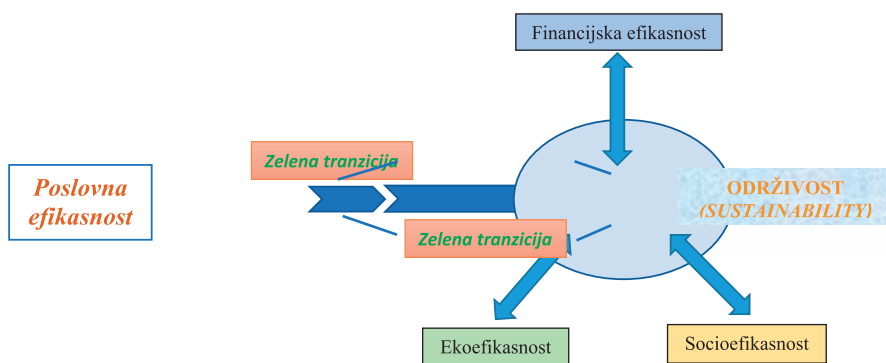 Financijska efikasnost
Zelena tranzicija
Poslovna
efikasnost
ODRŽIVOST
(SUSTAINABILITY)
Zelena tranzicija
Ekoefikasnost
Socioefikasnost